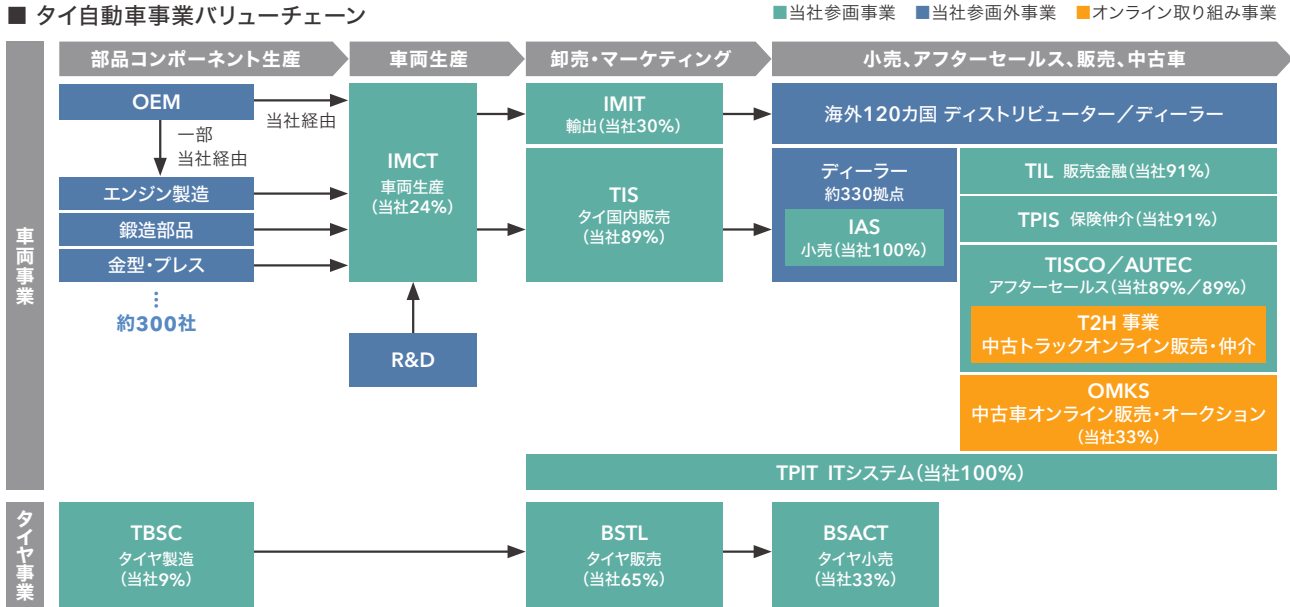 ■ タイ自動車事業バリューチェーン
■当社参画事業 ■当社参画外事業 ■オンライン取り組み事業
部品コンポーネント生産
車両生産
卸売・マーケティング
小売、アフターセールス、販売、中古車
車両事業
OEM
当社経由
一部
当社経由
エンジン製造
鍛造部品
金型・プレス
⋮
約300社
IMCT
車両生産
(当社24%)
R&D
IMIT
輸出(当社30%)
TIS
タイ国内販売
(当社89%)
海外120カ国 ディストリビューター／ディーラー
ディーラー
約330拠点
IAS
小売(当社100%)
TIL 販売金融(当社91%)
TPIS 保険仲介(当社91%)
TISCO／AUTEC
アフターセールス(当社89%／89%)
T2H 事業
中古トラックオンライン販売・仲介
OMKS
中古車オンライン販売・オークション
(当社33%)
TPIT ITシステム(当社100%)
タイヤ事業
TBSC
タイヤ製造
(当社9%)
BSTL
タイヤ販売
(当社65%)
BSACT
タイヤ小売
(当社33%)